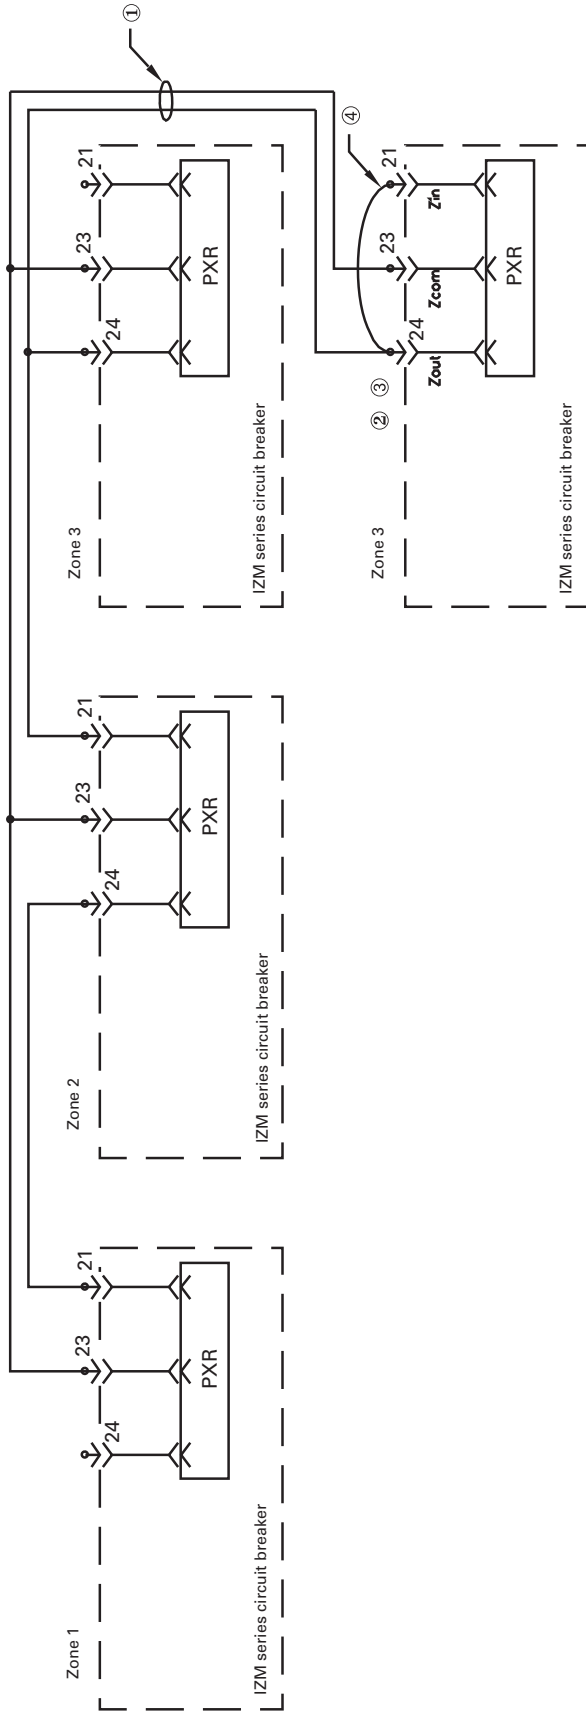 Zone 1
24
23
21
PXR
IZM series circuit breaker
Zone 2
24
23
21
PXR
IZM series circuit breaker
Zone 3
24
23
21
PXR
IZM series circuit breaker
①
Zone 3
② ③
④
24
23
21
Zout
Zcom
Zin
PXR
IZM series circuit breaker